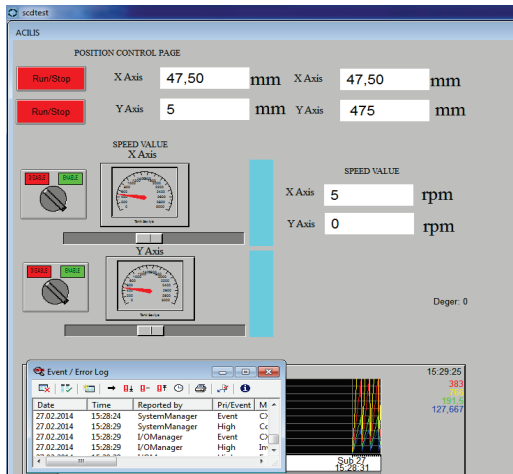 scdtest
ACILIS
POSITION CONTROL PAGE
Run/Stop X Axis 47,50 mm X Axis 47,50 mm
Run/Stop Y Axis 5 mm Y Axis 475 mm
SPEED VALUE
X Axis
DISABLE ENABLE
SPEED VALUE
X Axis 5 rpm
Y Axis 0 rpm
Y Axis
DISABLE ENABLE
Deger: 0
Event / Error Log
Date Time Reported by Pri/Event M
27.02.2014 15:28:24 SystemManager Event
27.02.2014 15:28:29 SystemManager High
27.02.2014 15:28:29 I/OManager Event
27.02.2014 15:28:29 I/OManager High
15:29:25
383
191,5
127,667
Sub 27
15:28:31